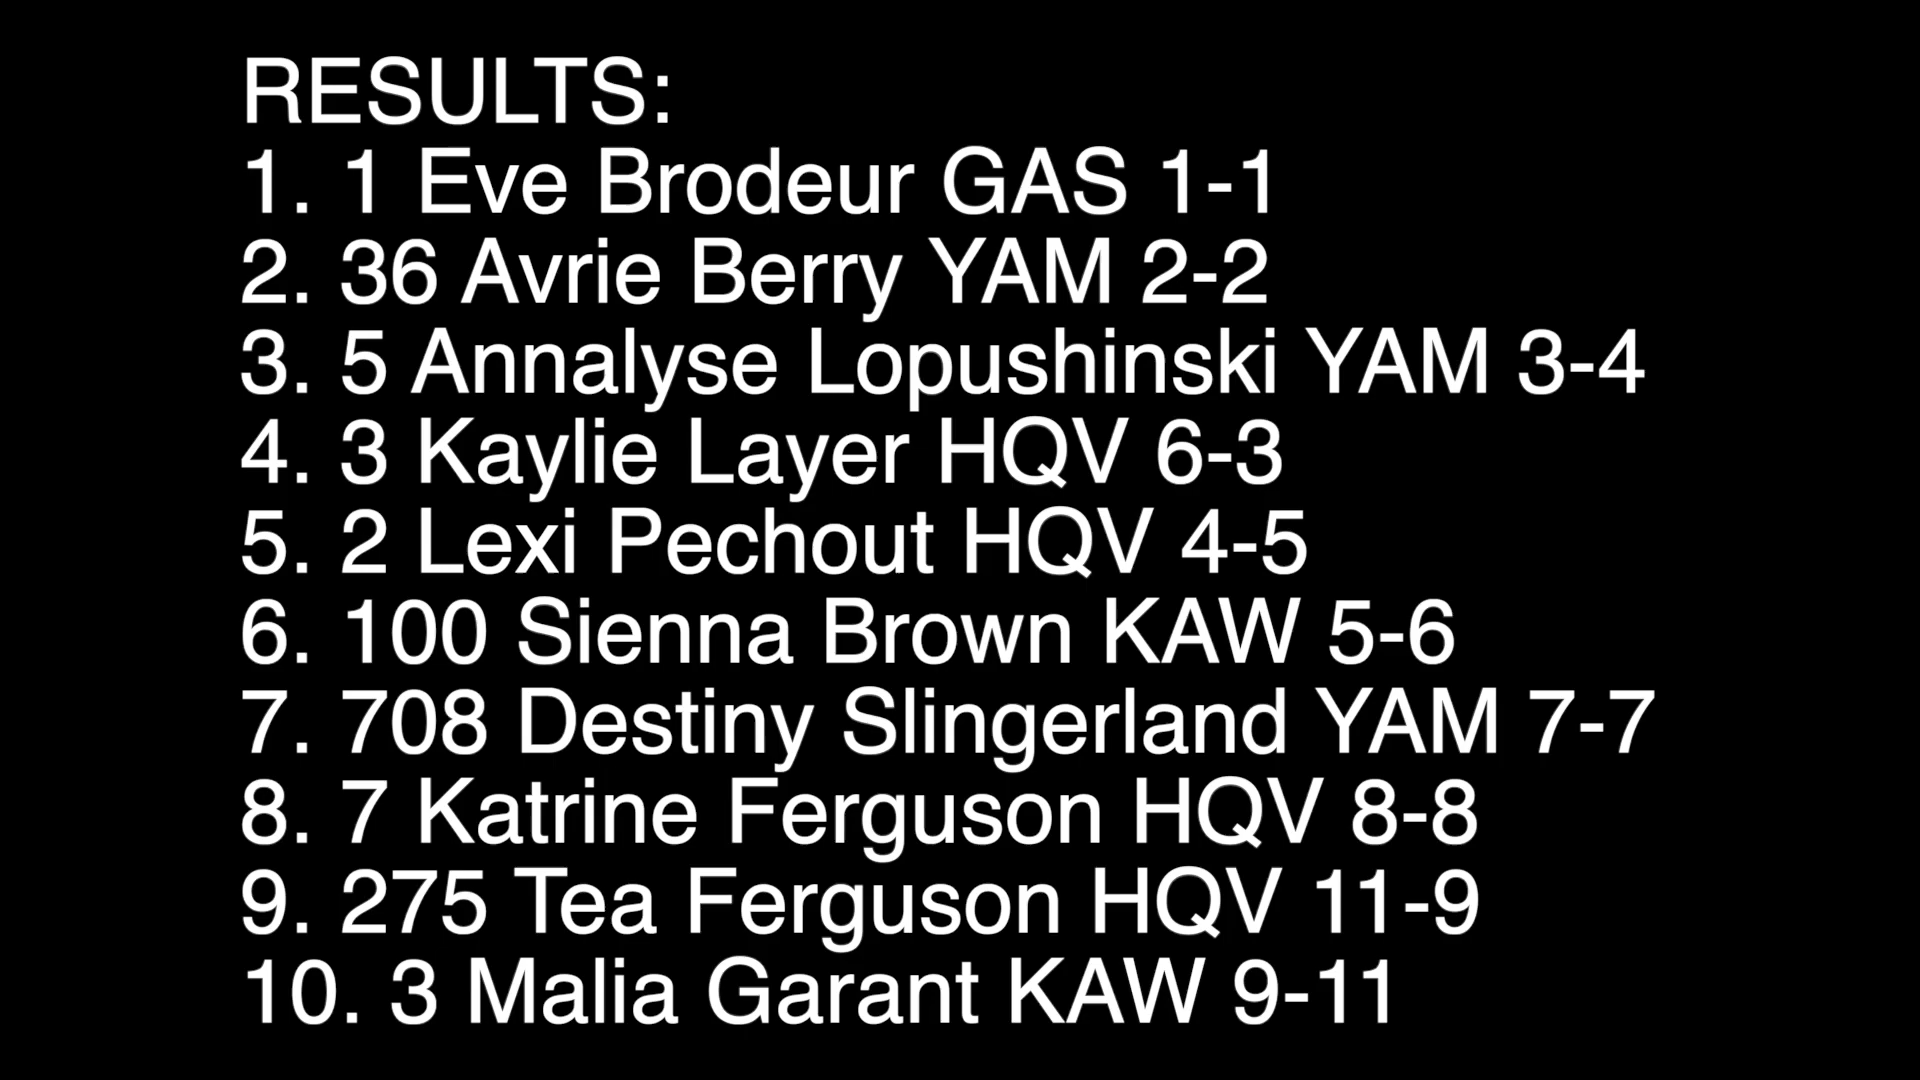 RESULTS:
1. 1 Eve Brodeur GAS 1-1
2. 36 Avrie Berry YAM 2-2
3. 5 Annalyse Lopushinski YAM 3-4
4. 3 Kaylie Layer HQV 6-3
5. 2 Lexi Pechout HQV 4-5
6. 100 Sienna Brown KAW 5-6
7. 708 Destiny Slingerland YAM 7-7
8. 7 Katrine Ferguson HQV 8-8
9. 275 Tea Ferguson HQV 11-9
10. 3 Malia Garant KAW 9-11